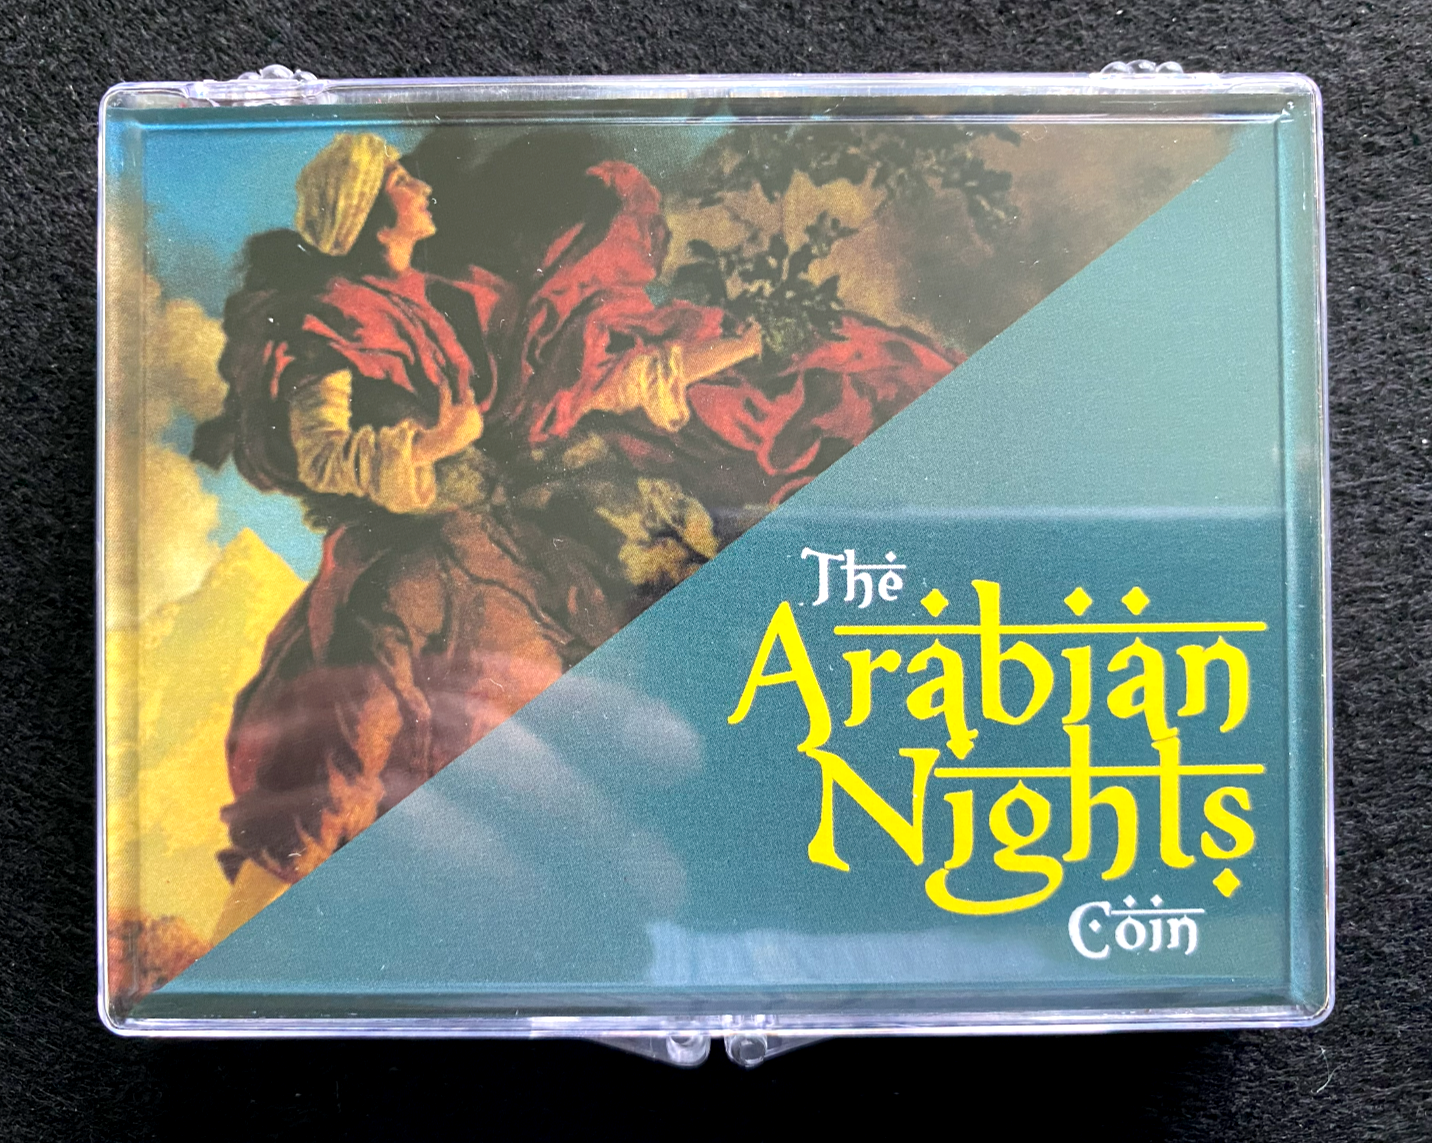 The
Arabian
Nights
Coin